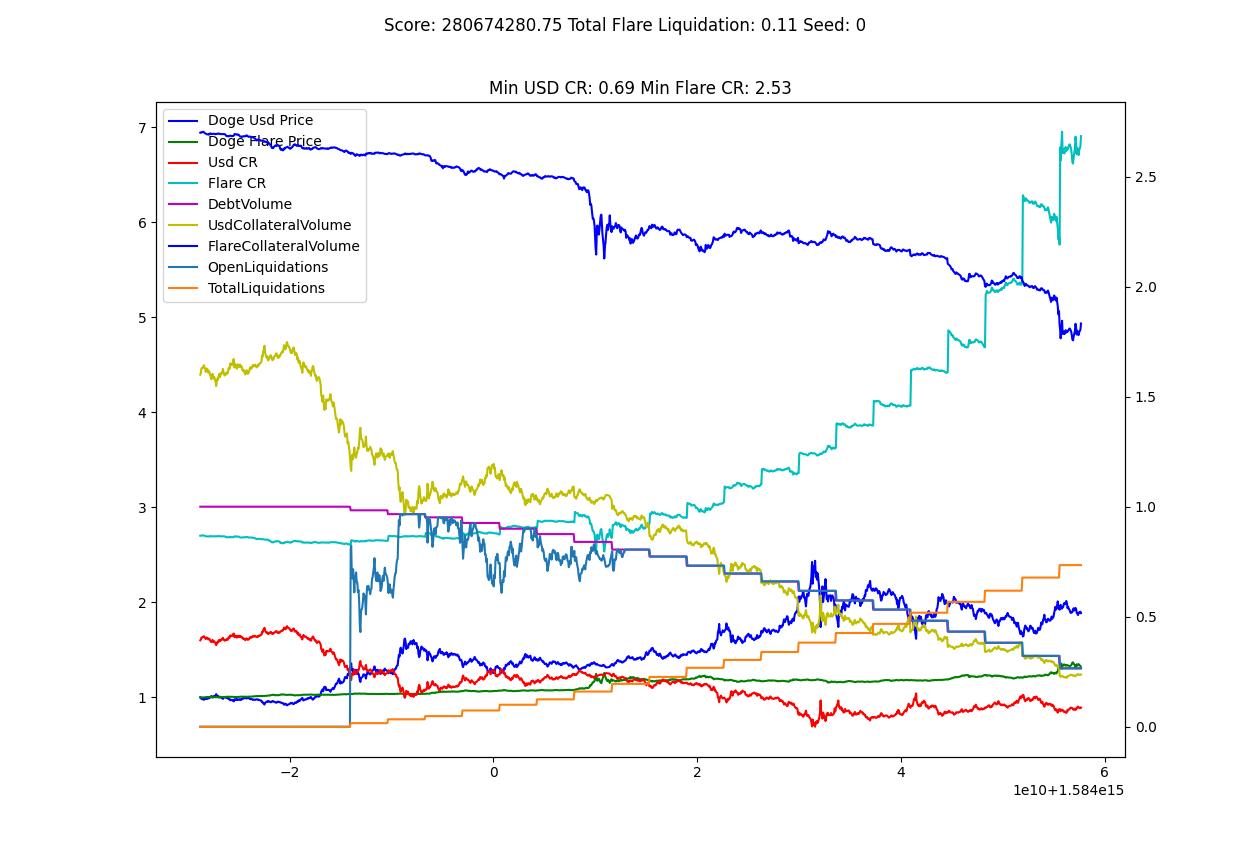 Score: 280674280.75 Total Flare Liquidation: 0.11 Seed: 0
Min USD CR: 0.69 Min Flare CR: 2.53
Doge Usd Price
Doge Flare Price
Usd CR
Flare CR
DebtVolume
UsdCollateralVolume
FlareCollateralVolume
OpenLiquidations
TotalLiquidations
7
6
5
4
3
2
1
2.5
2.0
1.5
1.0
0.5
0.0
−2
0
2
4
6
1e10+1.584e15